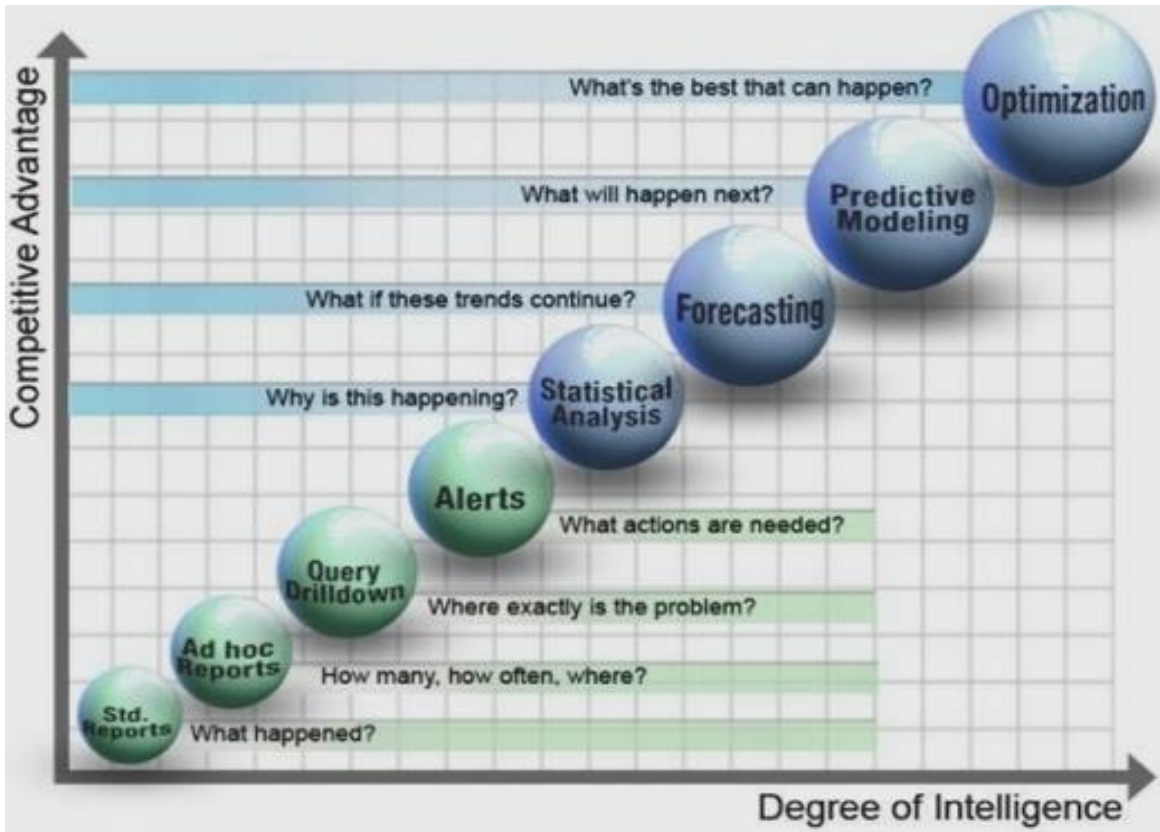 Competitive Advantage
What's the best that can happen?
Optimization
What will happen next?
Predictive
Modeling
What if these trends continue?
Forecasting
Why is this happening?
Statistical
Analysis
Alerts
What actions are needed?
Query
Drilldown
Where exactly is the problem?
Ad hoc
Reports
How many, how often, where?
Std.
Reports
What happened?
Degree of Intelligence